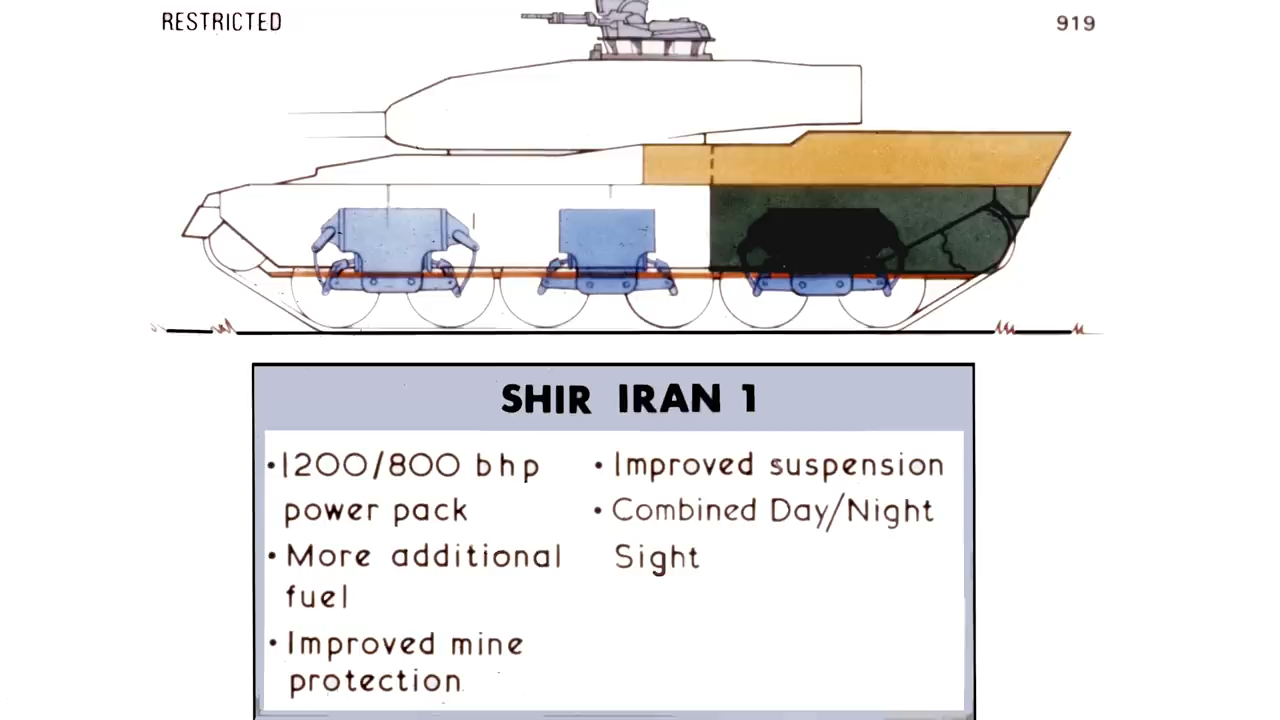 RESTRICTED
919
SHIR IRAN 1
•1200/800 bhp
power pack
•More additional
fuel
•Improved mine
protection
•Improved suspension
•Combined Day/Night
Sight